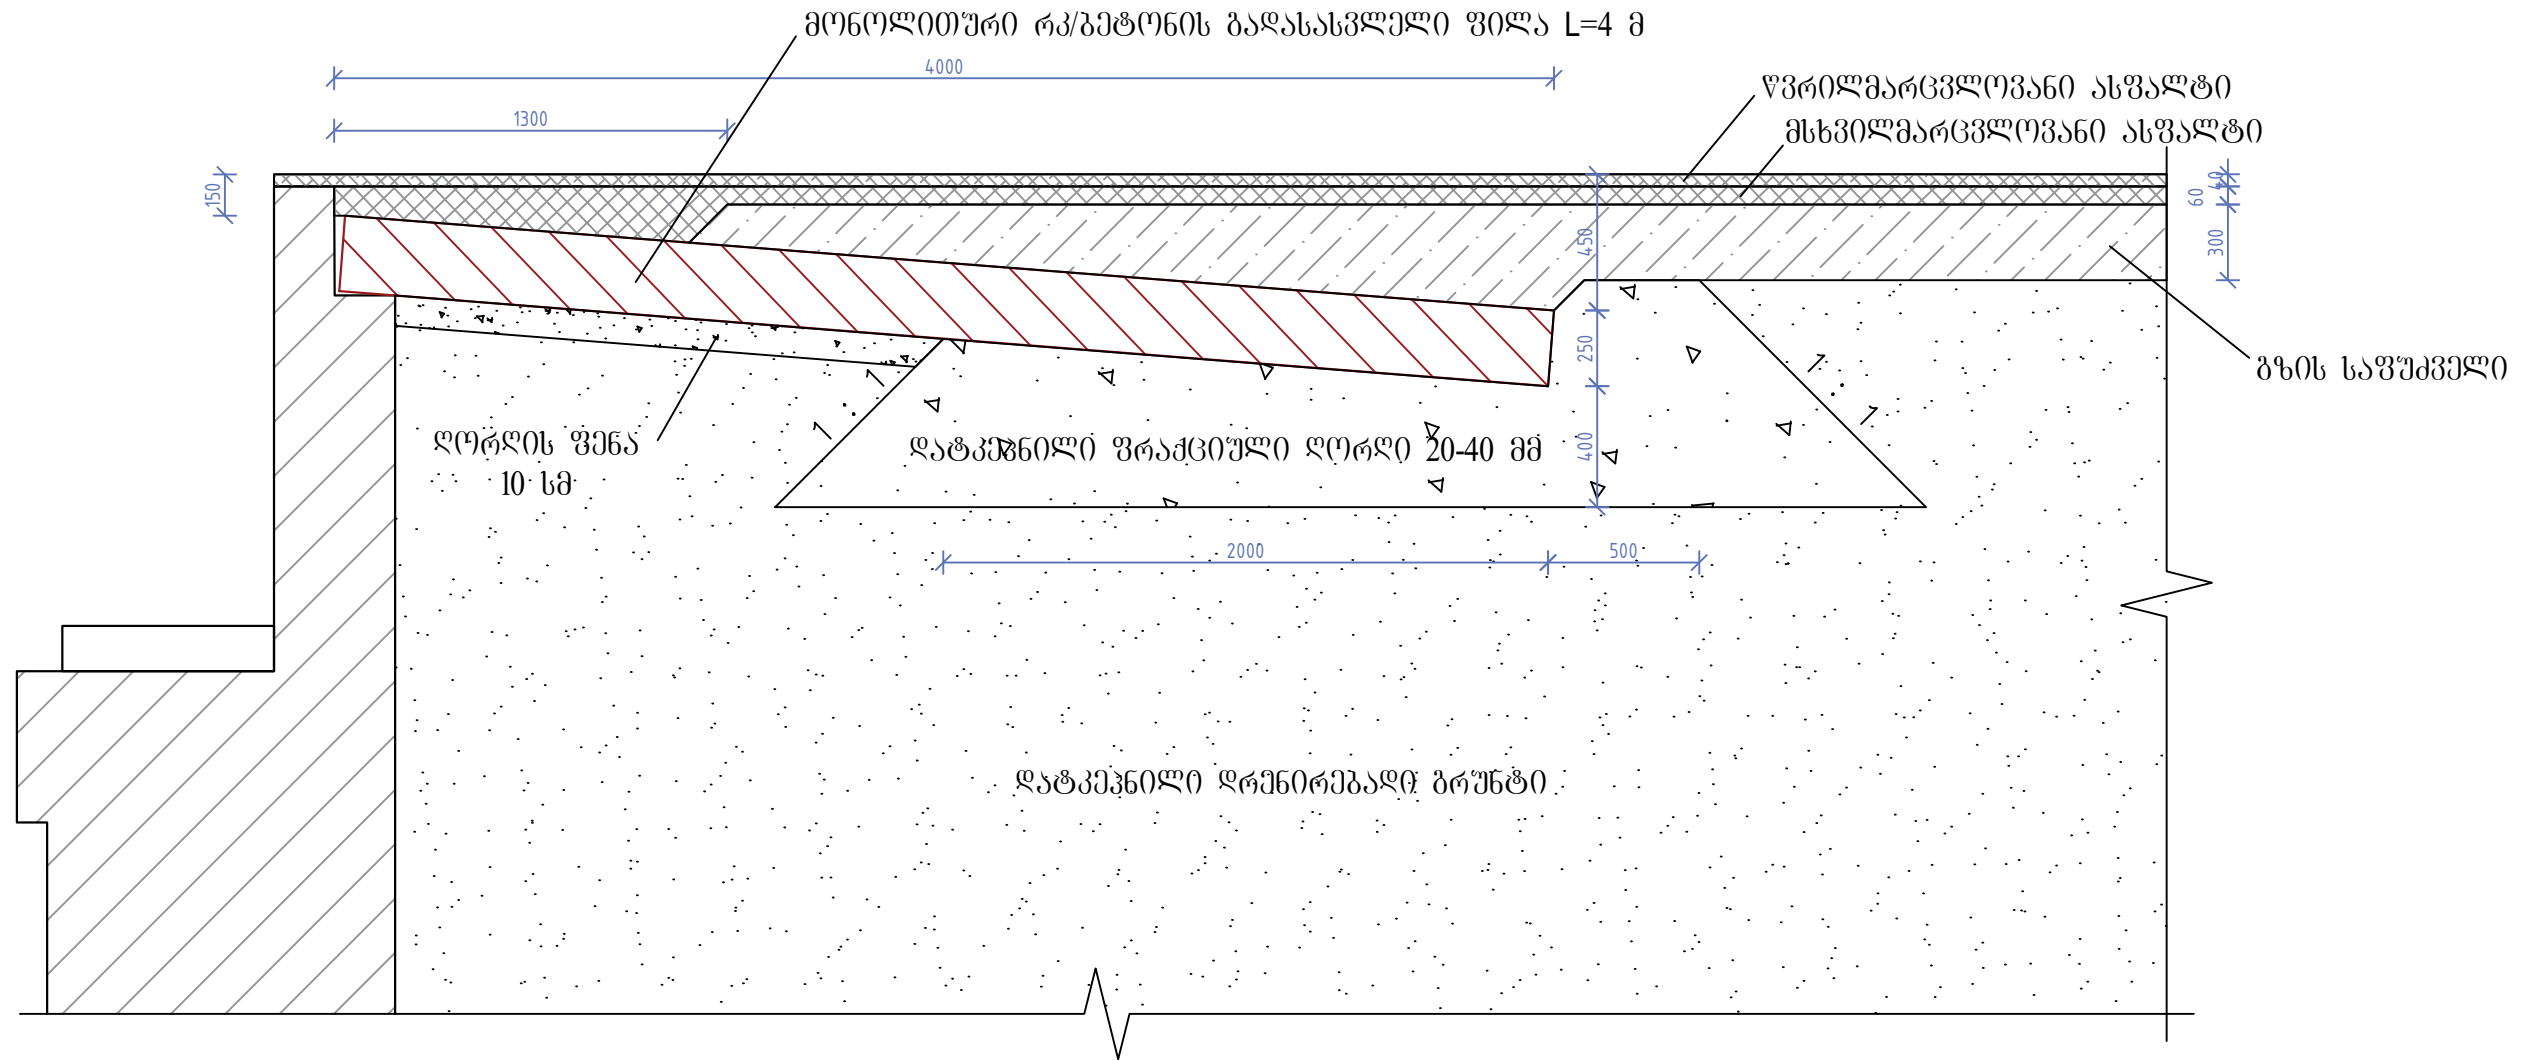 მონოლითური რკ/ბეტონის გადასასვლელი ფილა L=4 მ
4000
წვრილმარცვლოვანი ასფალტი
1300
მსხვილმარცვლოვანი ასფალტი
150
40
60
450
300
250
გზის საფუძველი
1:1
1:1
ღორღის ფენა
10 სმ
დატკეპნილი ფრაქციული ღორღი 20-40 მმ
400
2000
500
დატკეპნილი დრენირებადი გრუნტი